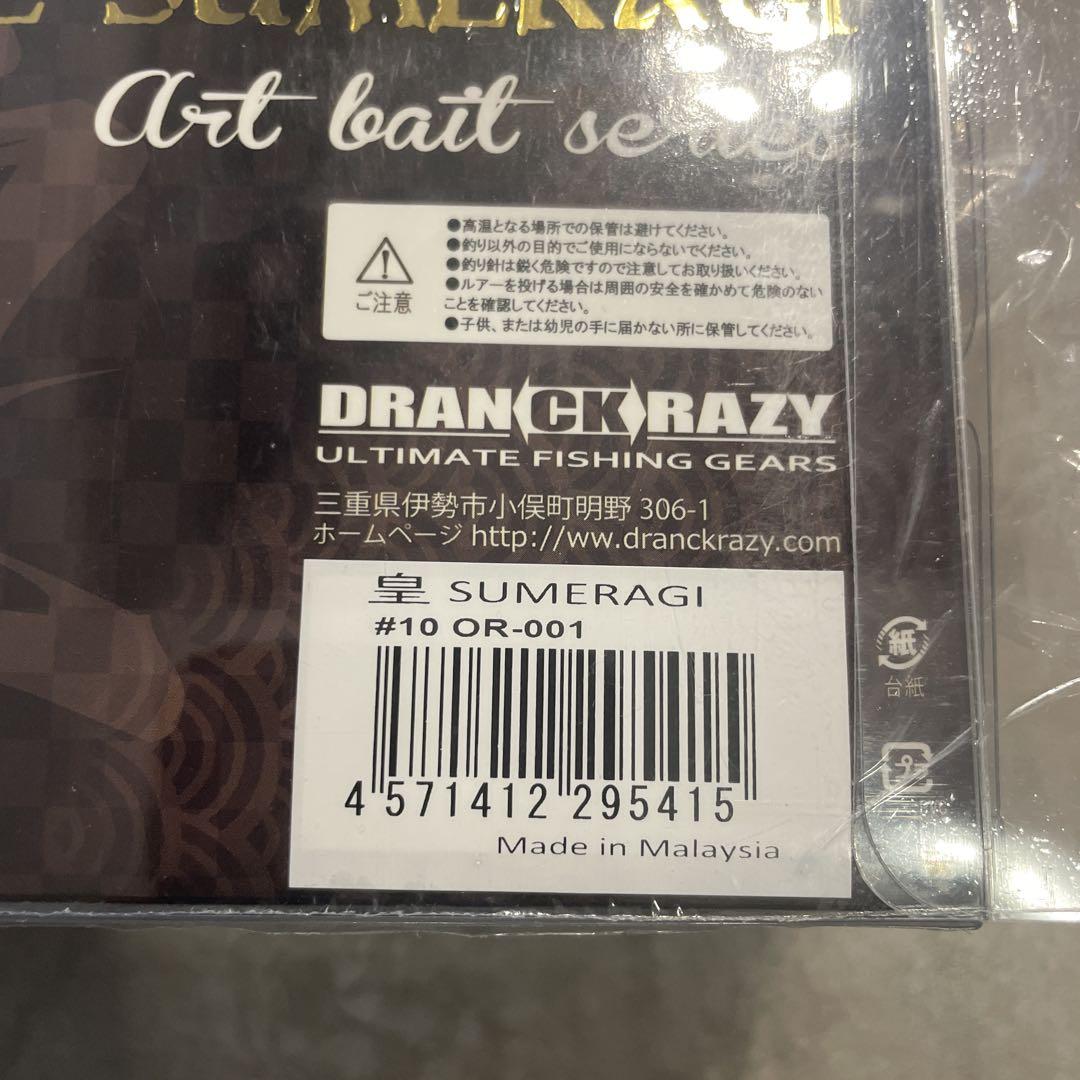 SUMERAGI
art bait series
●高温となる場所での保管は避けてください。
●釣り以外の目的でご使用にならないでください。
●釣り針は鋭く危険ですので注意してお取り扱いください。
●ルアーを投げる場合は周囲の安全を確かめて危険のない
ことを確認してください。
●子供、または幼児の手に届かない所に保管してください。
ご注意
DRANCKRAZY
ULTIMATE FISHING GEARS
三重県伊勢市小俣町明野 306-1
ホームページ http://ww.dranckrazy.com
皇 SUMERAGI
#10 OR-001
4 571412 295415
Made in Malaysia
紙
台紙
プラ